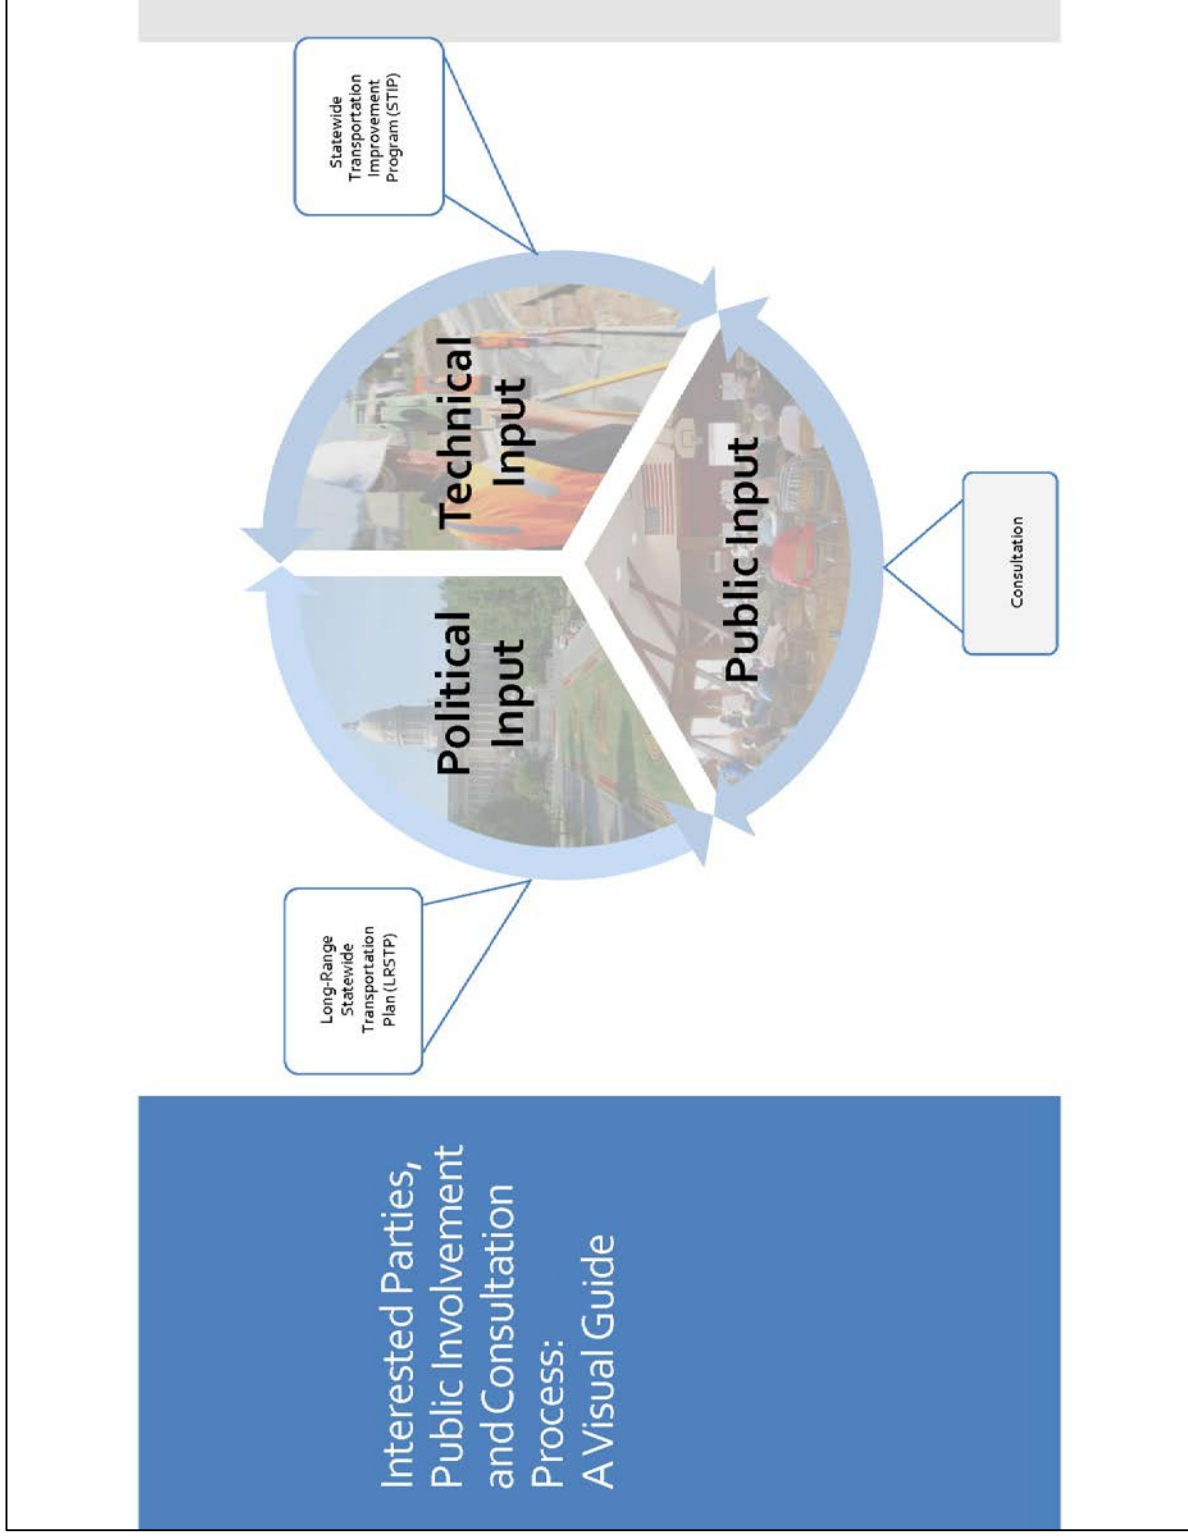 Interested Parties,
Public Involvement
and Consultation
Process:
A Visual Guide
Long-Range
Statewide
Transportation
Plan (LRSTP)
Statewide
Transportation
Improvement
Program (STIP)
Political
Input
Technical
Input
Public Input
Consultation